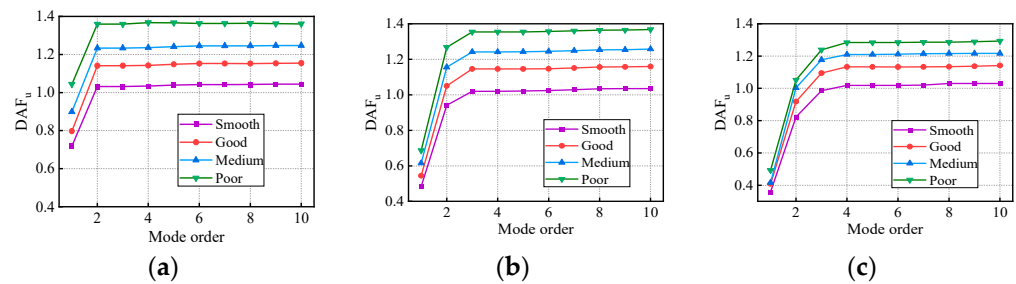 1.4
1.2
1.0
0.8
0.6
0.4
DAFu
2 4 6 8 10
Mode order
Smooth
Good
Medium
Poor
(a)
1.4
1.2
1.0
0.8
0.6
0.4
DAFu
2 4 6 8 10
Mode order
Smooth
Good
Medium
Poor
(b)
1.4
1.2
1.0
0.8
0.6
0.4
DAFu
2 4 6 8 10
Mode order
Smooth
Good
Medium
Poor
(c)